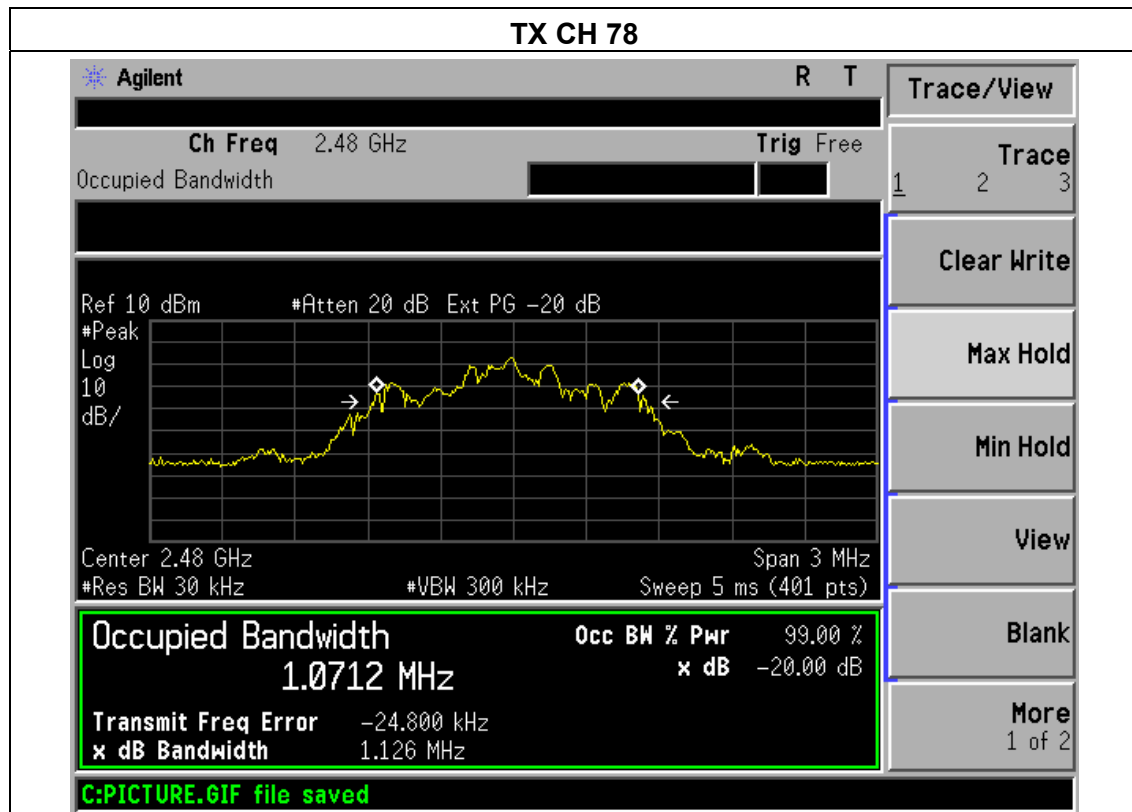 TX CH 78
Agilent R T
Trace/View
Ch Freq 2.48 GHz Trig Free
Occupied Bandwidth
Trace
1 2 3
Clear Write
Ref 10 dBm #Atten 20 dB Ext PG -20 dB
#Peak
Log
10
dB/
Max Hold
Min Hold
View
Center 2.48 GHz Span 3 MHz
#Res BW 30 kHz #VBW 300 kHz Sweep 5 ms (401 pts)
Occupied Bandwidth
1.0712 MHz
Occ BW % Pwr 99.00 %
x dB -20.00 dB
Transmit Freq Error -24.800 kHz
x dB Bandwidth 1.126 MHz
Blank
More
1 of 2
C:PICTURE.GIF file saved